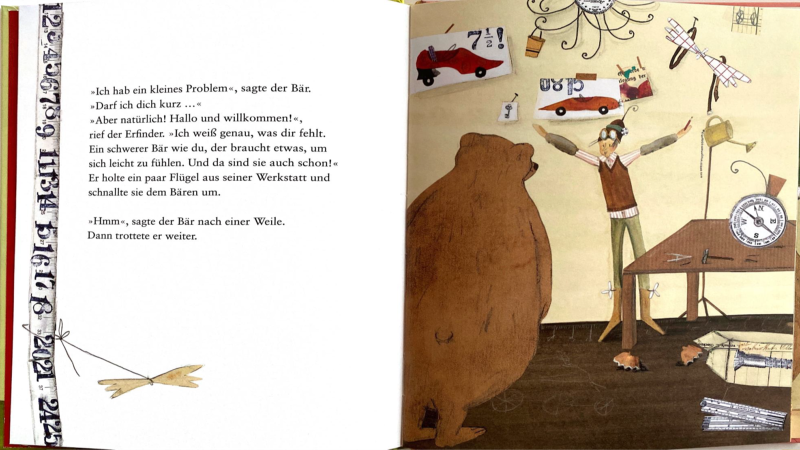 »Ich hab ein kleines Problem«, sagte der Bär.
»Darf ich dich kurz …«
»Aber natürlich! Hallo und willkommen!«,
rief der Erfinder. »Ich weiß genau, was dir fehlt.
Ein schwerer Bär wie du, der braucht etwas, um
sich leicht zu fühlen. Und da sind sie auch schon!«
Er holte ein paar Flügel aus seiner Werkstatt und
schnallte sie dem Bären um.
»Hmm«, sagte der Bär nach einer Weile.
Dann trottete er weiter.
7½!
N
W
S